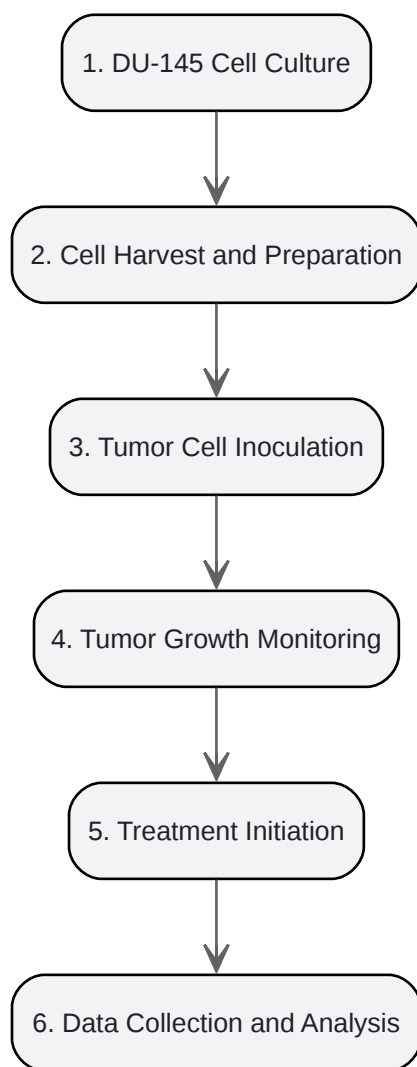 1. DU-145 Cell Culture
2. Cell Harvest and Preparation
3. Tumor Cell Inoculation
4. Tumor Growth Monitoring
5. Treatment Initiation
6. Data Collection and Analysis